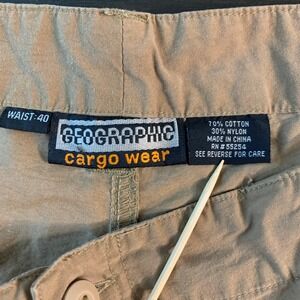 WAIST: 40
GEOGRAPHIC
cargo wear
70% COTTON
30% NYLON
MADE IN CHINA
RN# 55254
SEE REVERSE FOR CARE